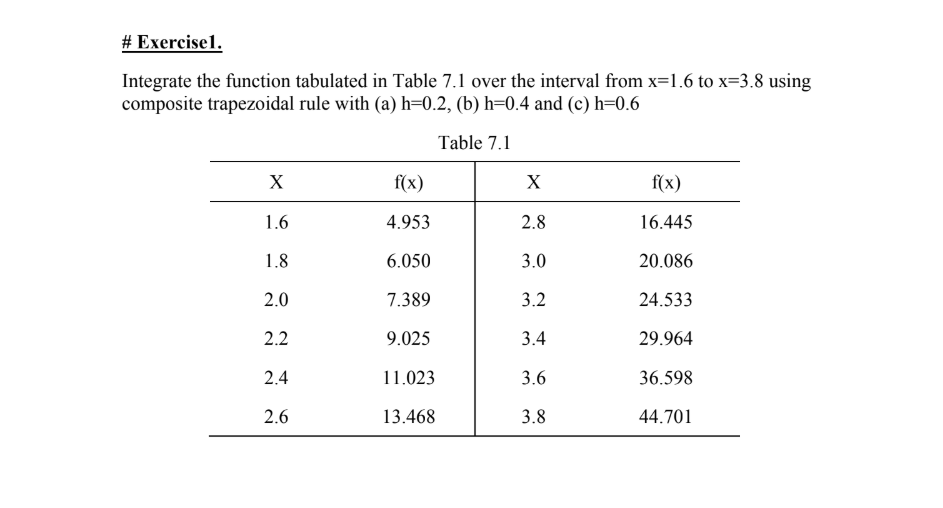 # Exercise1.
Integrate the function tabulated in Table 7.1 over the interval from x=1.6 to x=3.8 using
composite trapezoidal rule with (a) h=0.2, (b) h=0.4 and (c) h=0.6
Table 7.1
X f(x) X f(x)
1.6 4.953 2.8 16.445
1.8 6.050 3.0 20.086
2.0 7.389 3.2 24.533
2.2 9.025 3.4 29.964
2.4 11.023 3.6 36.598
2.6 13.468 3.8 44.701